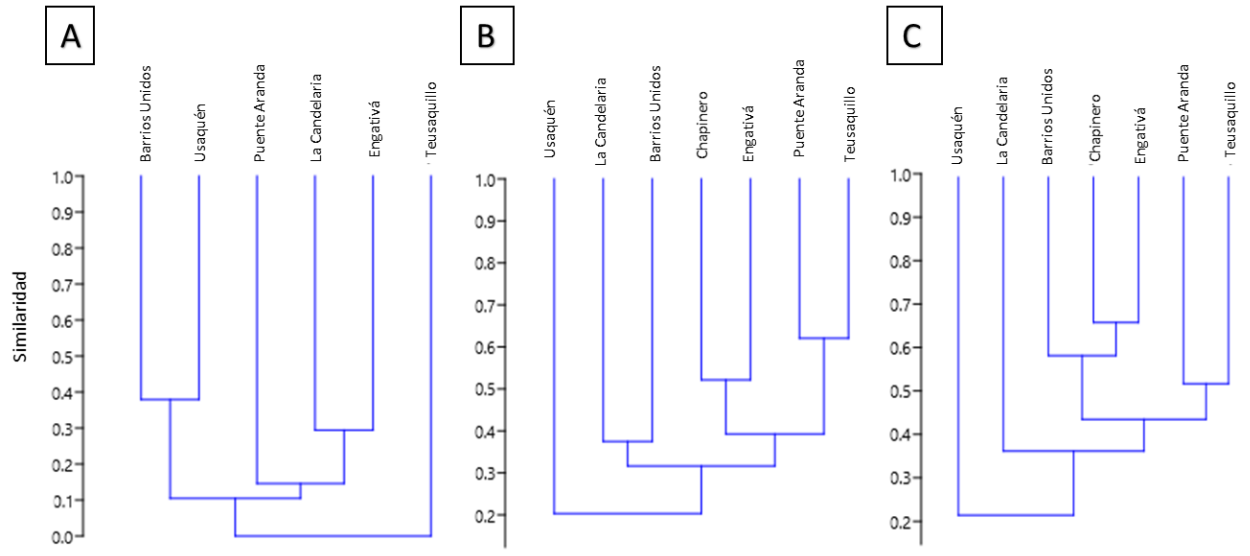 A
B
C
Barrios Unidos
Usaquén
Puente Aranda
La Candelaria
Engativá
Teusaquillo
Usaquén
La Candelaria
Barrios Unidos
Chapinero
Engativá
Puente Aranda
Teusaquillo
Usaquén
La Candelaria
Barrios Unidos
Chapinero
Engativá
Puente Aranda
Teusaquillo
Similaridad
1.0
0.9
0.8
0.7
0.6
0.5
0.4
0.3
0.2
0.1
0.0
1.0
0.9
0.8
0.7
0.6
0.5
0.4
0.3
0.2
1.0
0.9
0.8
0.7
0.6
0.5
0.4
0.3
0.2